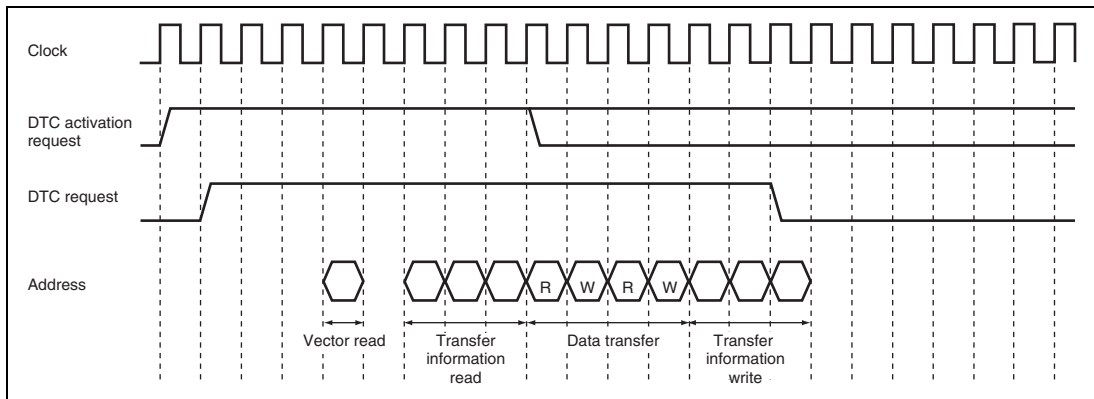 Clock
DTC activation
request
DTC request
Address
R W R W
Vector read
Transfer
information
read
Data transfer
Transfer
information
write